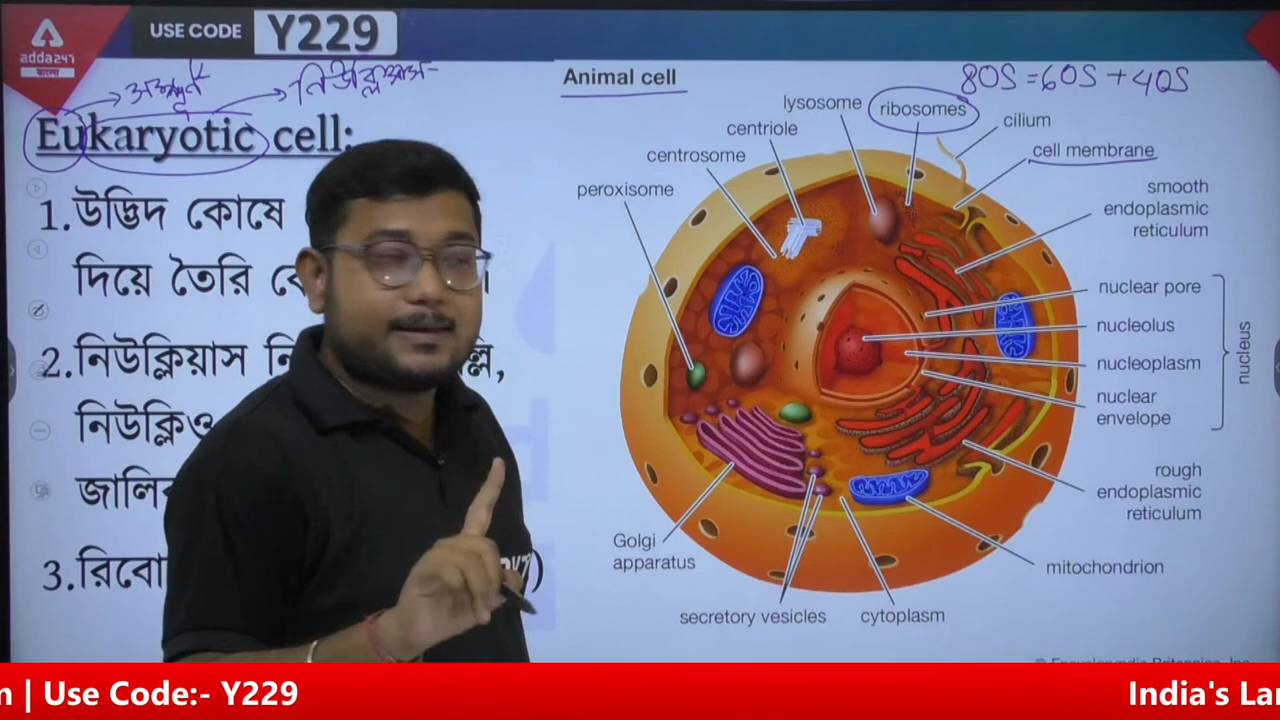 adda247
বাংলা
USE CODE Y229
সম্পূর্ণ
Eukaryotic cell:
1.উদ্ভিদ কোষে
দিয়ে তৈরি
2.নিউক্লিয়াস
জালি
3.রিবো
)
Animal cell
80S = 60S + 40S
lysosome
ribosomes
cilium
centriole
cell membrane
centrosome
peroxisome
smooth
endoplasmic
reticulum
nuclear pore
nucleolus
nucleoplasm
nuclear
envelope
nucleus
rough
endoplasmic
reticulum
Golgi
apparatus
mitochondrion
secretory vesicles
cytoplasm
| Use Code:- Y229
India's